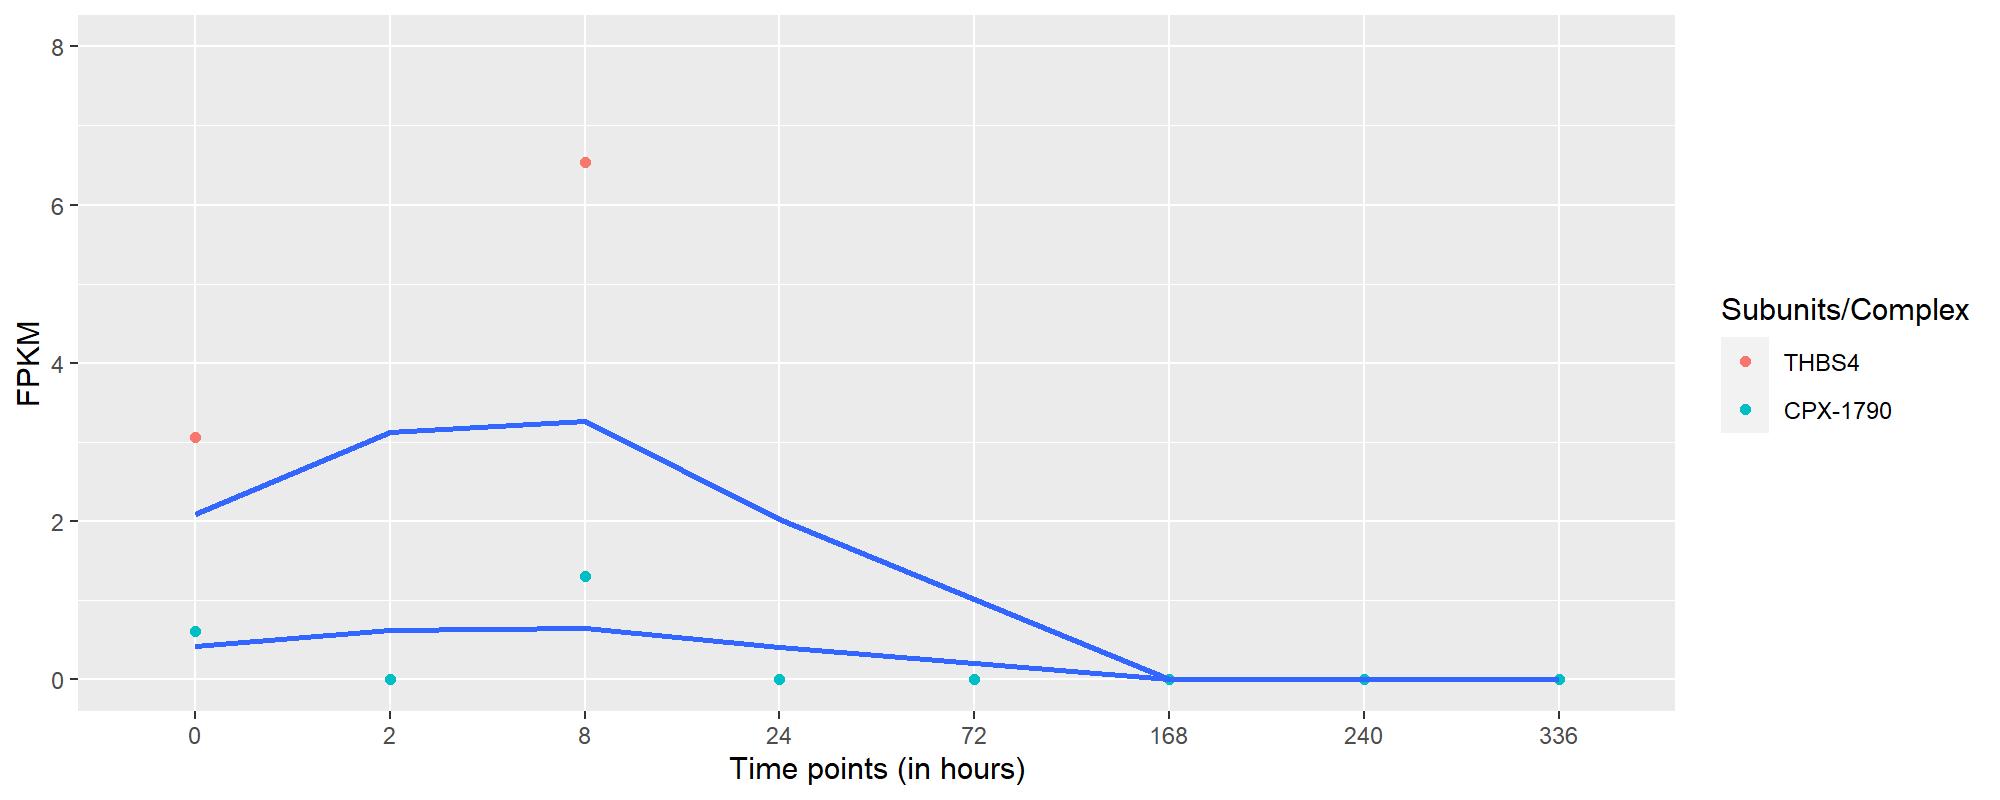 8
6
4
2
0
FPKM
0 2 8 24 72 168 240 336
Time points (in hours)
Subunits/Complex
THBS4
CPX-1790